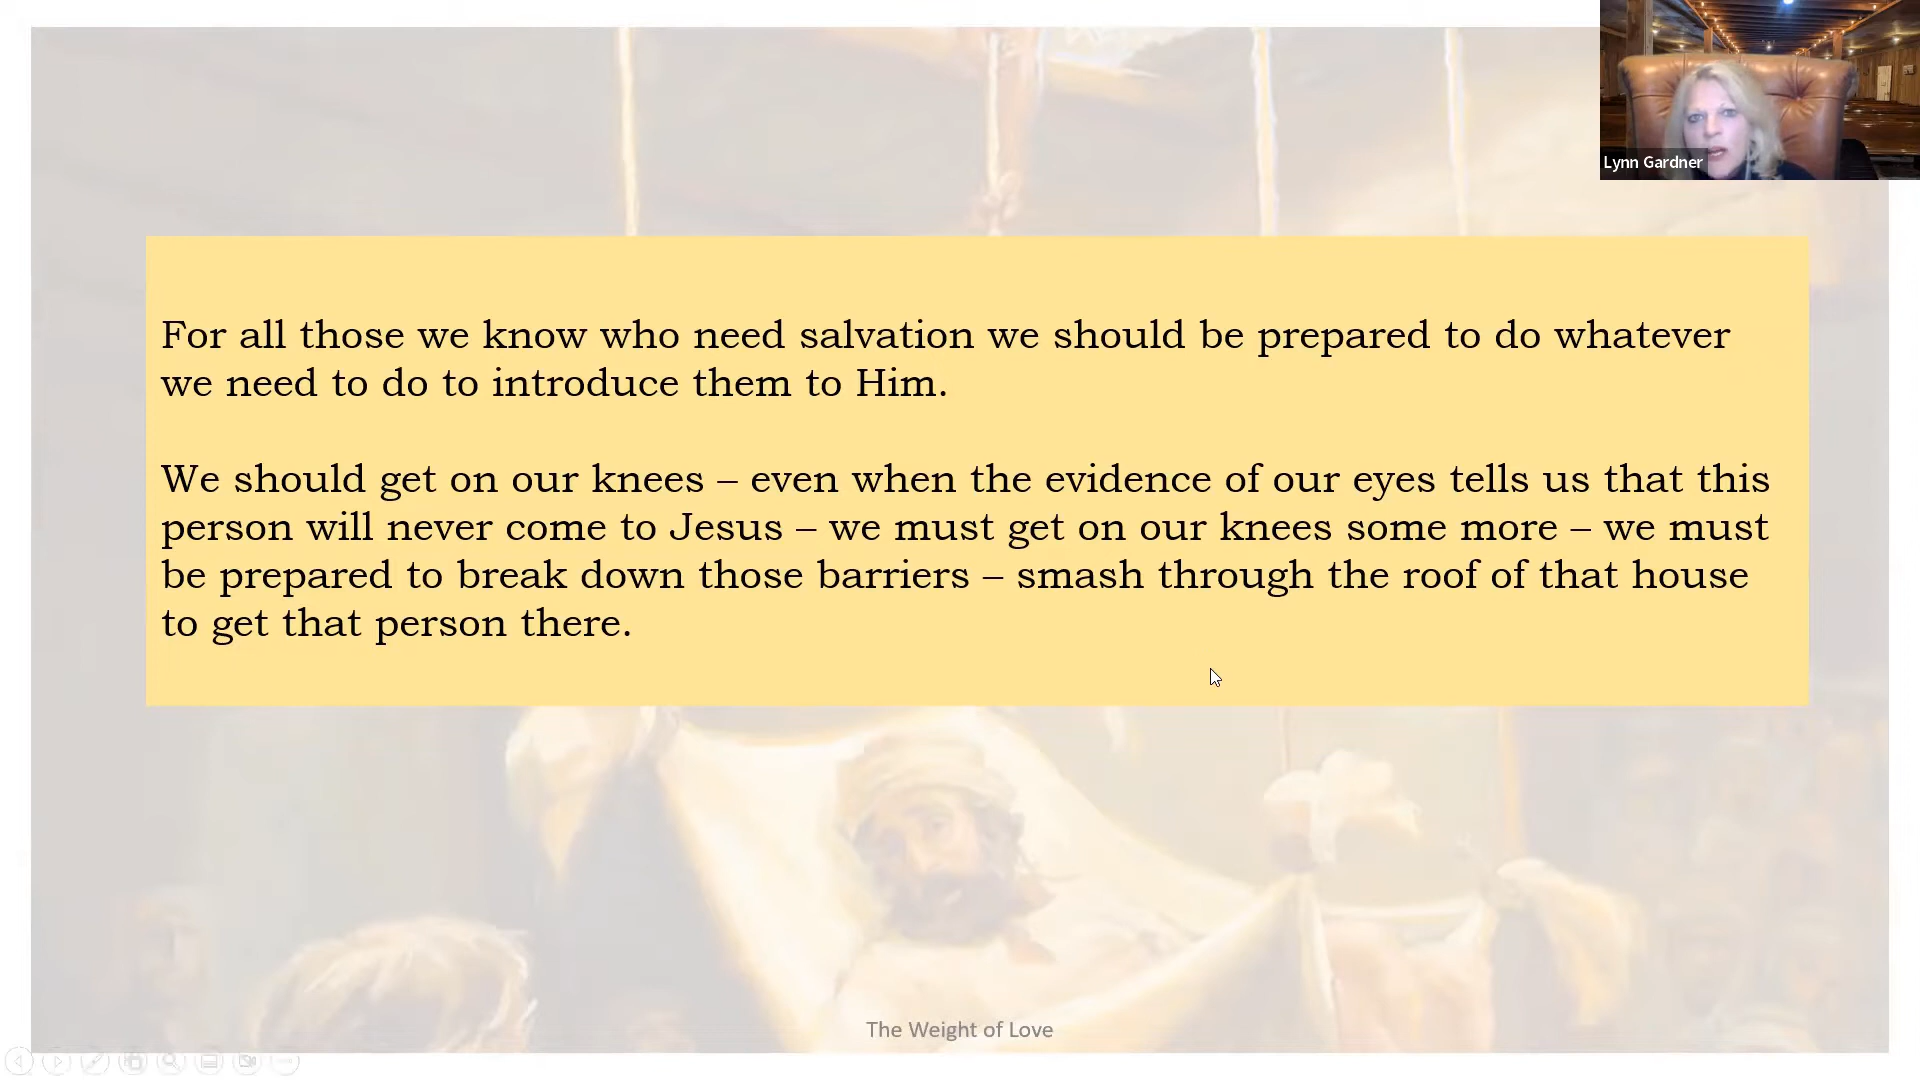 Lynn Gardner
For all those we know who need salvation we should be prepared to do whatever
we need to do to introduce them to Him.
We should get on our knees – even when the evidence of our eyes tells us that this
person will never come to Jesus – we must get on our knees some more – we must
be prepared to break down those barriers – smash through the roof of that house
to get that person there.
The Weight of Love